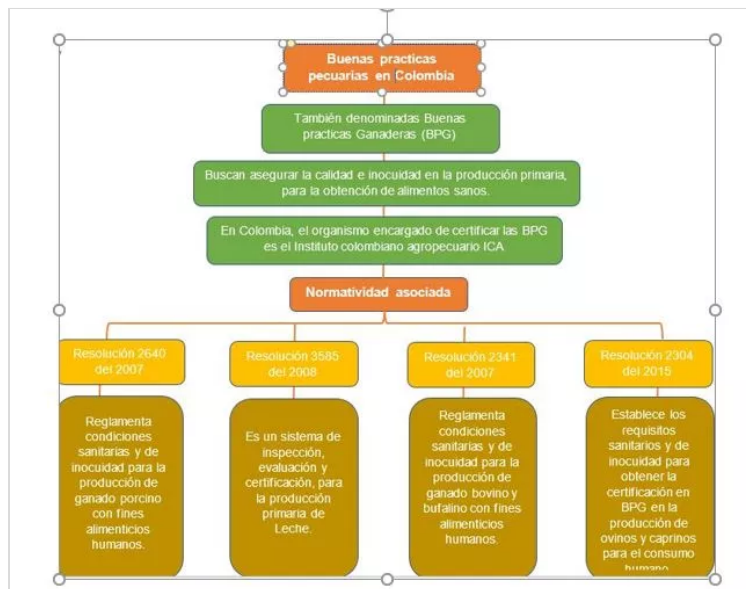 Buenas practicas
pecuarias en Colombia
También denominadas Buenas
practicas Ganaderas (BPG)
Buscan asegurar la calidad e inocuidad en la producción primaria,
para la obtención de alimentos sanos.
En Colombia, el organismo encargado de certificar las BPG
es el Instituto colombiano agropecuario ICA
Normatividad asociada
Resolución 2640
del 2007
Reglamenta
condiciones
sanitarias y de
inocuidad para la
producción de
ganado porcino con
fines alimenticios
humanos.
Resolución 3585
del 2008
Es un sistema de
inspección,
evaluación y
certificación, para
la producción
primaria de
Leche.
Resolución 2341
del 2007
Reglamenta
condiciones
sanitarias y de
inocuidad para la
producción de
ganado bovino y
bufalino con fines
alimenticios
humanos.
Resolución 2304
del 2015
Establece los
requisitos
sanitarios y de
inocuidad para
obtener la
certificación en
BPG en la
producción de
ovinos y caprinos
para el consumo
humano